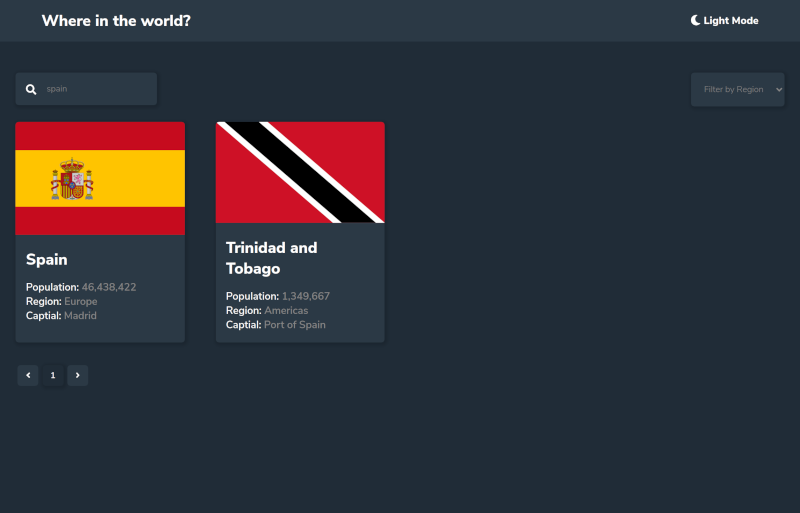 Where in the world?
Light Mode
spain
Filter by Region
Spain
Population: 46,438,422
Region: Europe
Captial: Madrid
Trinidad and
Tobago
Population: 1,349,667
Region: Americas
Captial: Port of Spain
1